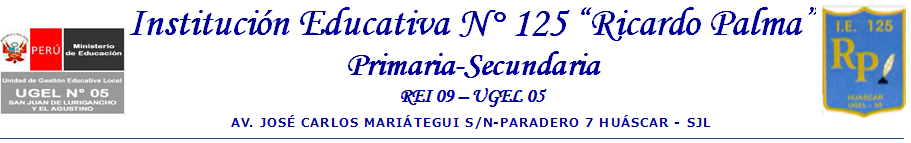 Institución Educativa N° 125 “Ricardo Palma”
Primaria-Secundaria
REI 09 – UGEL 05
AV. JOSÉ CARLOS MARIÁTEGUI S/N-PARADERO 7 HUÁSCAR - SJL
PERÚ
Ministerio
de Educación
Unidad de Gestión Educativa Local
UGEL Nº 05
SAN JUAN DE LURIGANCHO
Y EL AGUSTINO
I.E. 125
RP
HUASCAR
UGEL - 05